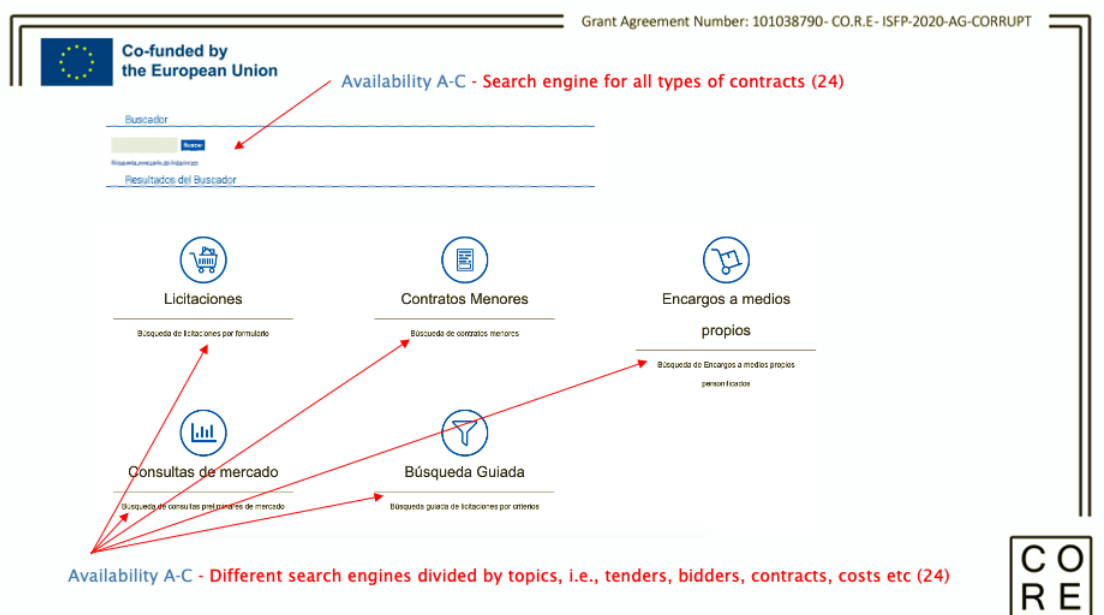 Grant Agreement Number: 101038790- CO.R.E- ISFP-2020-AG-CORRUPT
Co-funded by
the European Union
Availability A-C - Search engine for all types of contracts (24)
Buscador
Buscar
Búsqueda avanzada de licitaciones
Resultados del Buscador
Licitaciones
Contratos Menores
Encargos a medios
propios
Búsqueda de licitaciones por formulario
Búsqueda de contratos menores
Búsqueda de Encargos a medios propios
personificados
Consultas de mercado
Búsqueda Guiada
Búsqueda de consultas preliminares de mercado
Búsqueda guiada de licitaciones por criterios
Availability A-C - Different search engines divided by topics, i.e., tenders, bidders, contracts, costs etc (24)
CO
RE